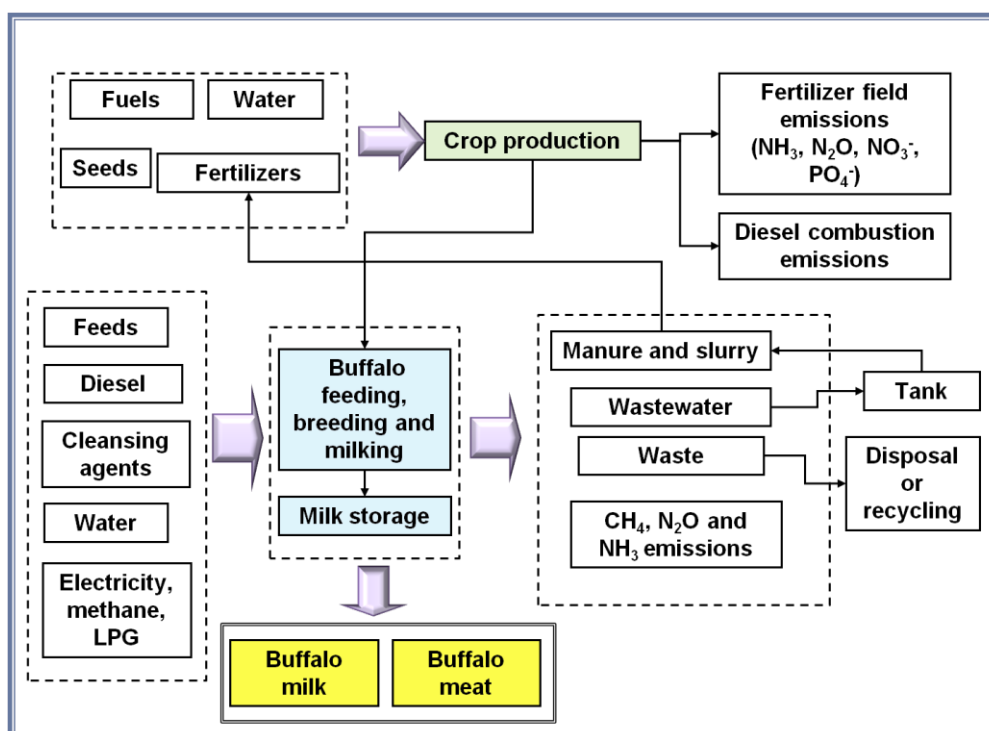 Fuels
Water
Seeds
Fertilizers
Crop production
Fertilizer field
emissions
(NH₃, N₂O, NO₃⁻,
PO₄⁻)
Diesel combustion
emissions
Feeds
Diesel
Cleansing
agents
Water
Electricity,
methane,
LPG
Buffalo
feeding,
breeding and
milking
Milk storage
Manure and slurry
Wastewater
Waste
CH₄, N₂O and
NH₃ emissions
Tank
Disposal
or
recycling
Buffalo
milk
Buffalo
meat